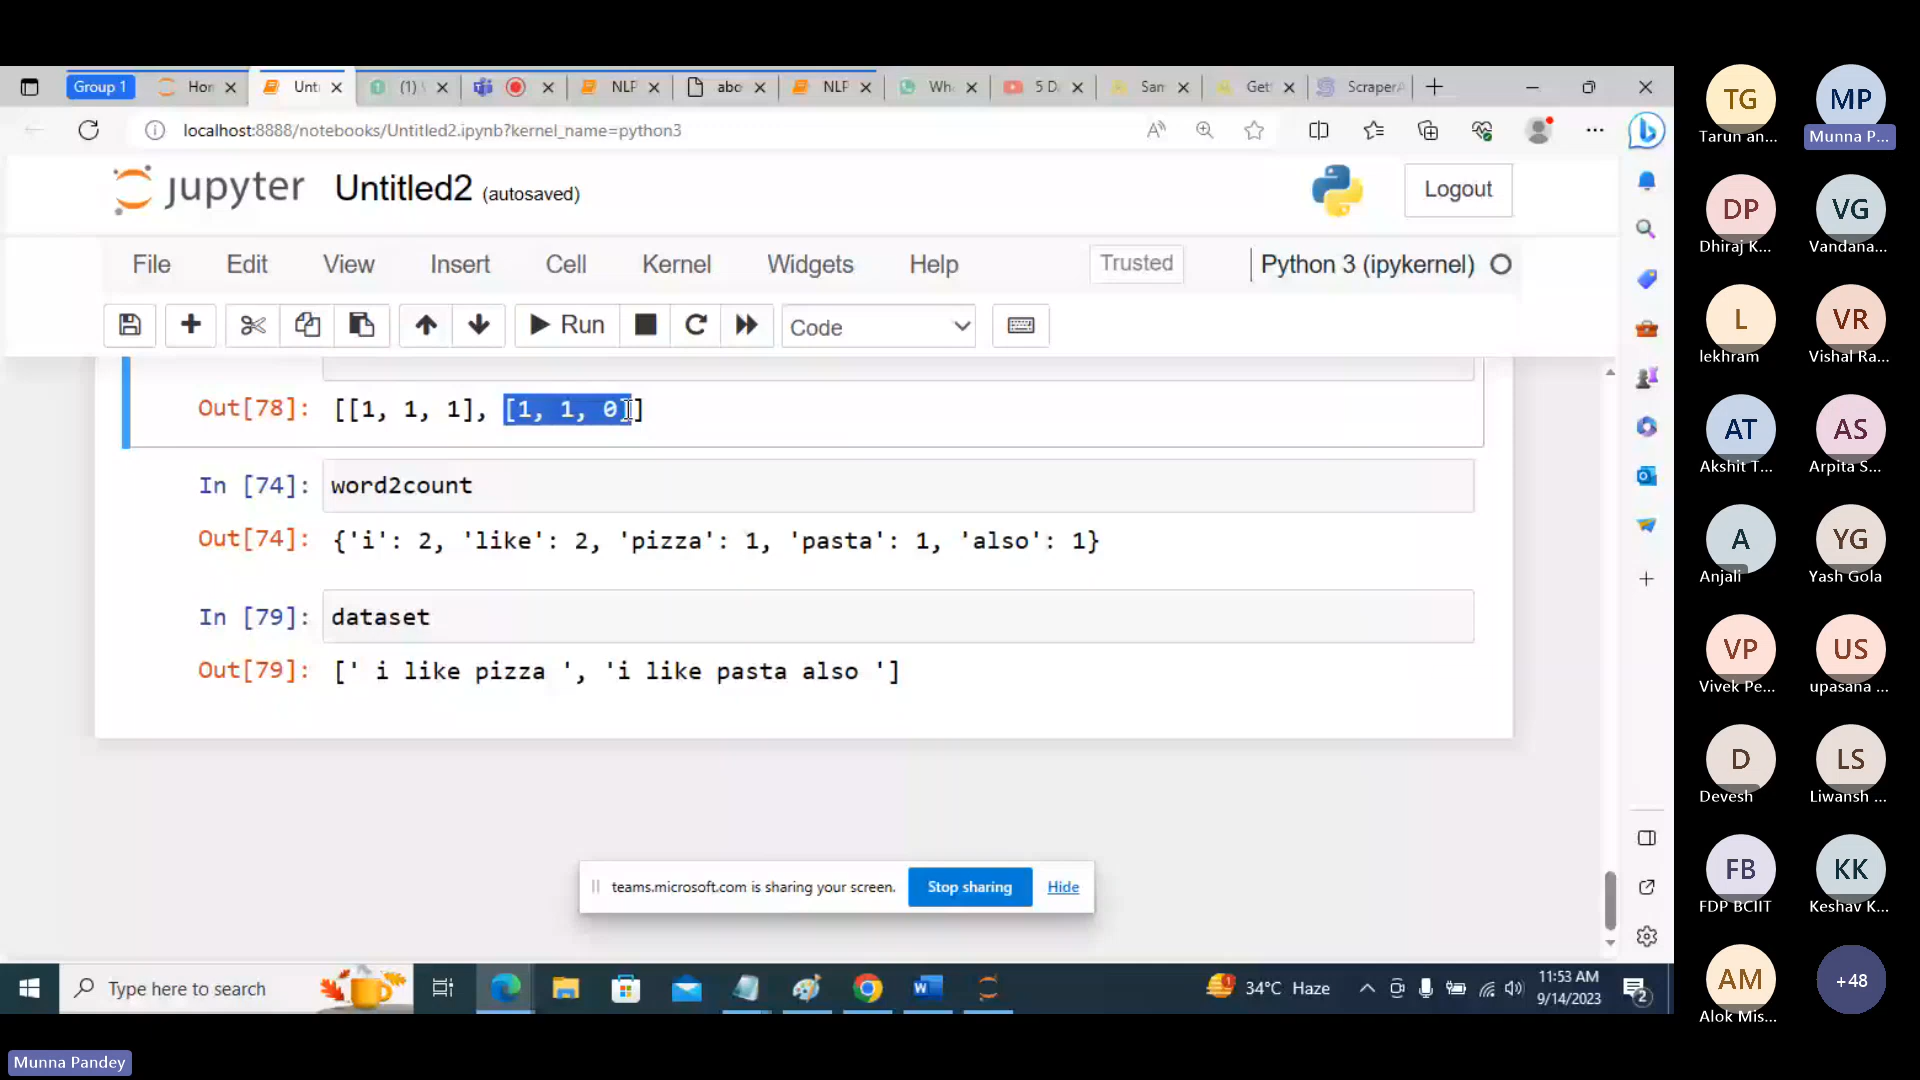 Group 1
Hor
Unti
(1)
NLP
abo
NLP
Wh
5 D
San
Get
ScraperA
localhost:8888/notebooks/Untitled2.ipynb?kernel_name=python3
jupyter Untitled2 (autosaved)
Logout
File Edit View Insert Cell Kernel Widgets Help
Trusted
Python 3 (ipykernel)
Run
Code
Out[78]: [[1, 1, 1], [1, 1, 0]]
In [74]: word2count
Out[74]: {'i': 2, 'like': 2, 'pizza': 1, 'pasta': 1, 'also': 1}
In [79]: dataset
Out[79]: [' i like pizza ', 'i like pasta also ']
teams.microsoft.com is sharing your screen.
Stop sharing
Hide
Type here to search
34°C Haze
11:53 AM
9/14/2023
2
Munna Pandey
TG MP
Tarun an... Munna P...
DP VG
Dhiraj K... Vandana...
L VR
lekhram Vishal Ra...
AT AS
Akshit T... Arpita S...
A YG
Anjali Yash Gola
VP US
Vivek Pe... upasana ...
D LS
Devesh Liwansh ...
FB KK
FDP BCIIT Keshav K...
AM +48
Alok Mis...